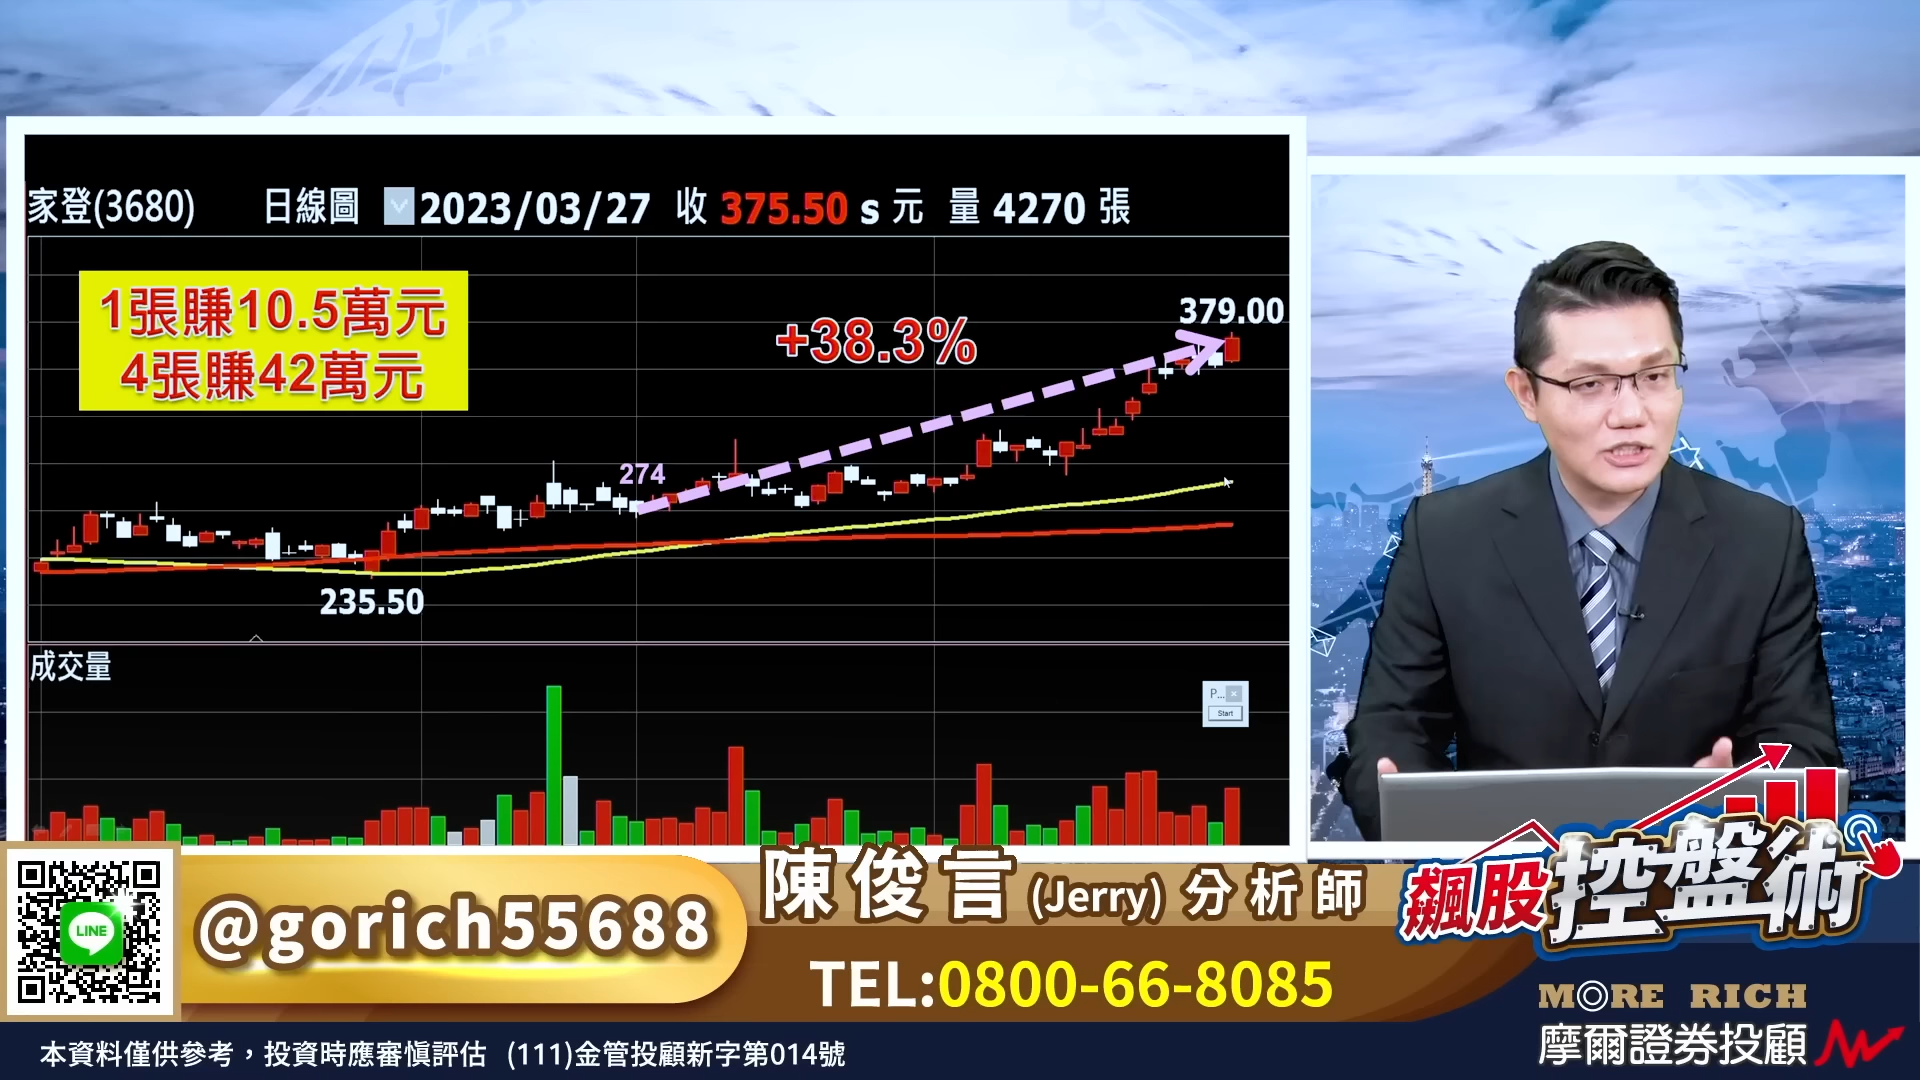 家登(3680) 日線圖 2023/03/27 收 375.50 s 元 量 4270 張
1張賺10.5萬元
4張賺42萬元
+38.3%
379.00
274
235.50
成交量
P...
Start
LINE
@gorich55688
陳俊言(Jerry)分析師
TEL:0800-66-8085
飆股控盤術
MORE RICH
摩爾證券投顧
本資料僅供參考，投資時應審慎評估 (111)金管投顧新字第014號